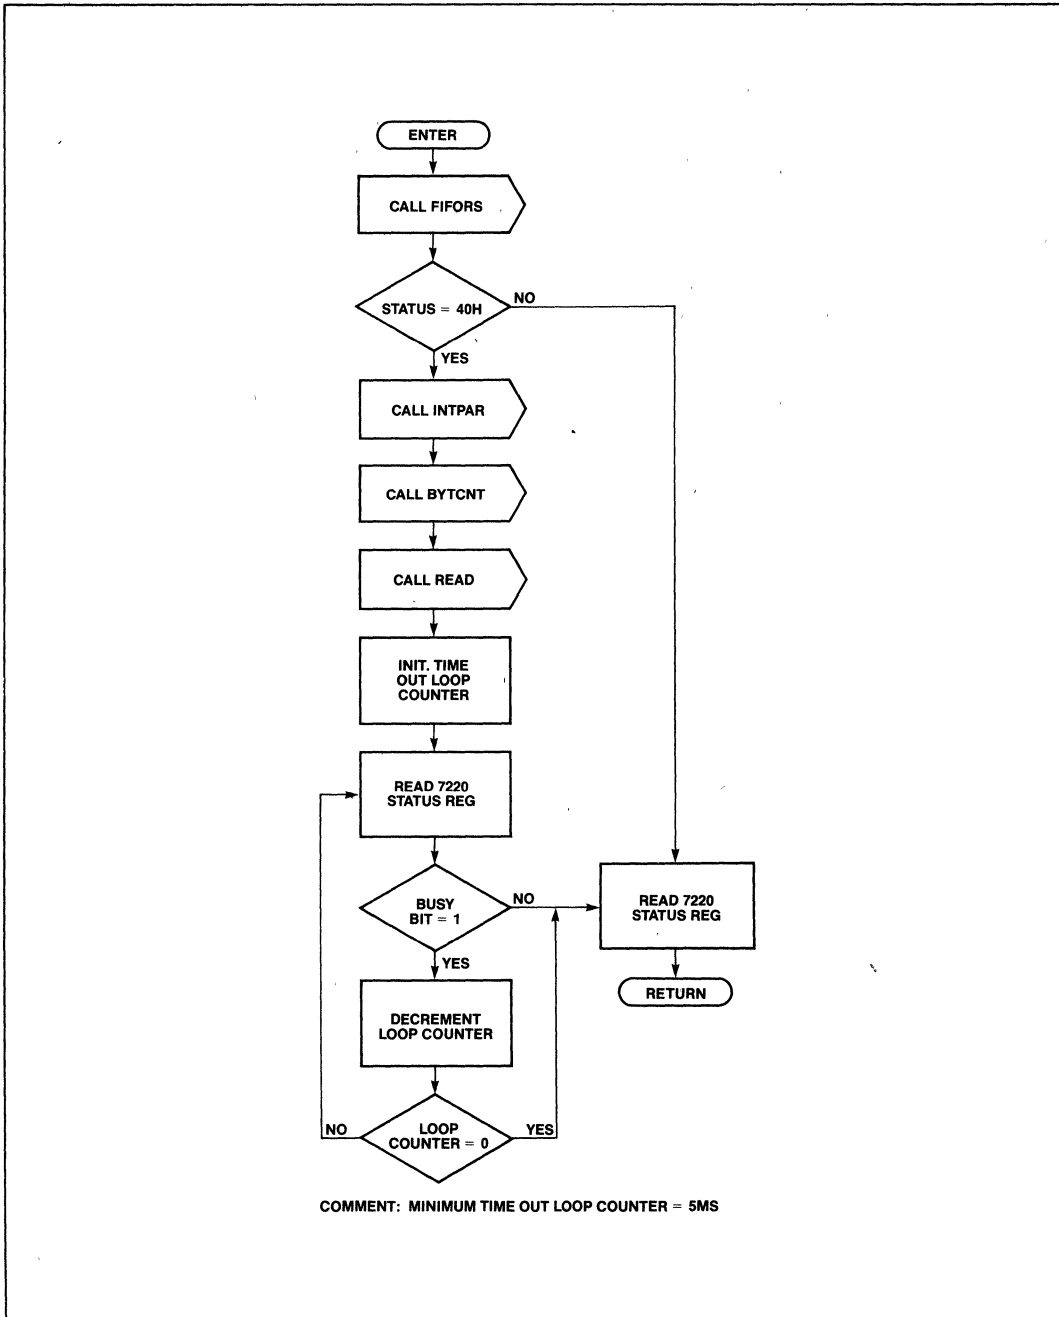 ENTER
CALL FIFORS
STATUS = 40H
NO
YES
CALL INTPAR
CALL BYTCNT
CALL READ
INIT. TIME
OUT LOOP
COUNTER
READ 7220
STATUS REG
BUSY
BIT = 1
NO
READ 7220
STATUS REG
YES
RETURN
DECREMENT
LOOP COUNTER
NO
LOOP
COUNTER = 0
YES
COMMENT: MINIMUM TIME OUT LOOP COUNTER = 5MS